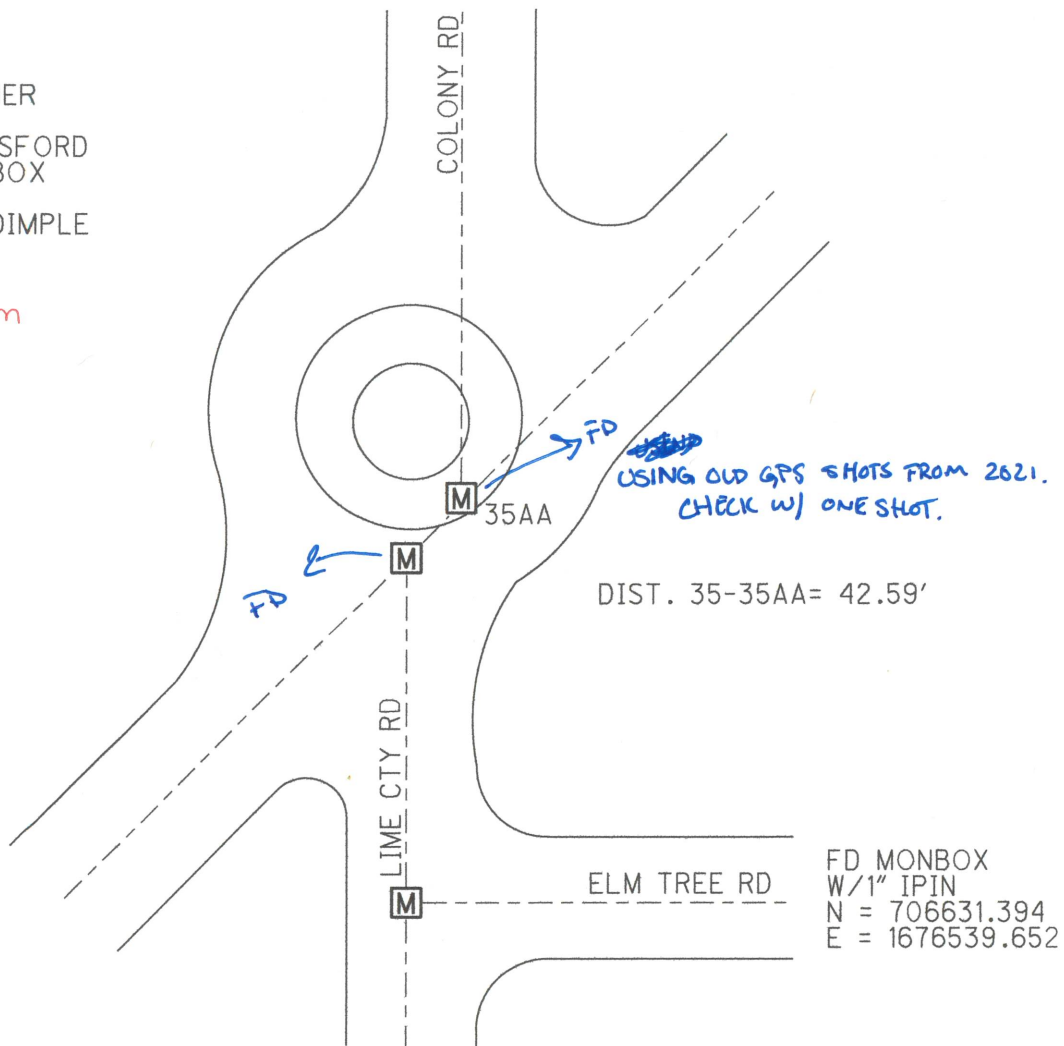 COLONY RD
ER
SFORD
BOX
DIMPLE
m
FD
USING OLD GPS SHOTS FROM 2021.
CHECK W/ ONE SHOT.
M
35AA
M
FD
DIST. 35-35AA= 42.59'
LIME CTY RD
ELM TREE RD
M
FD MONBOX
W/1" IPIN
N = 706631.394
E = 1676539.652